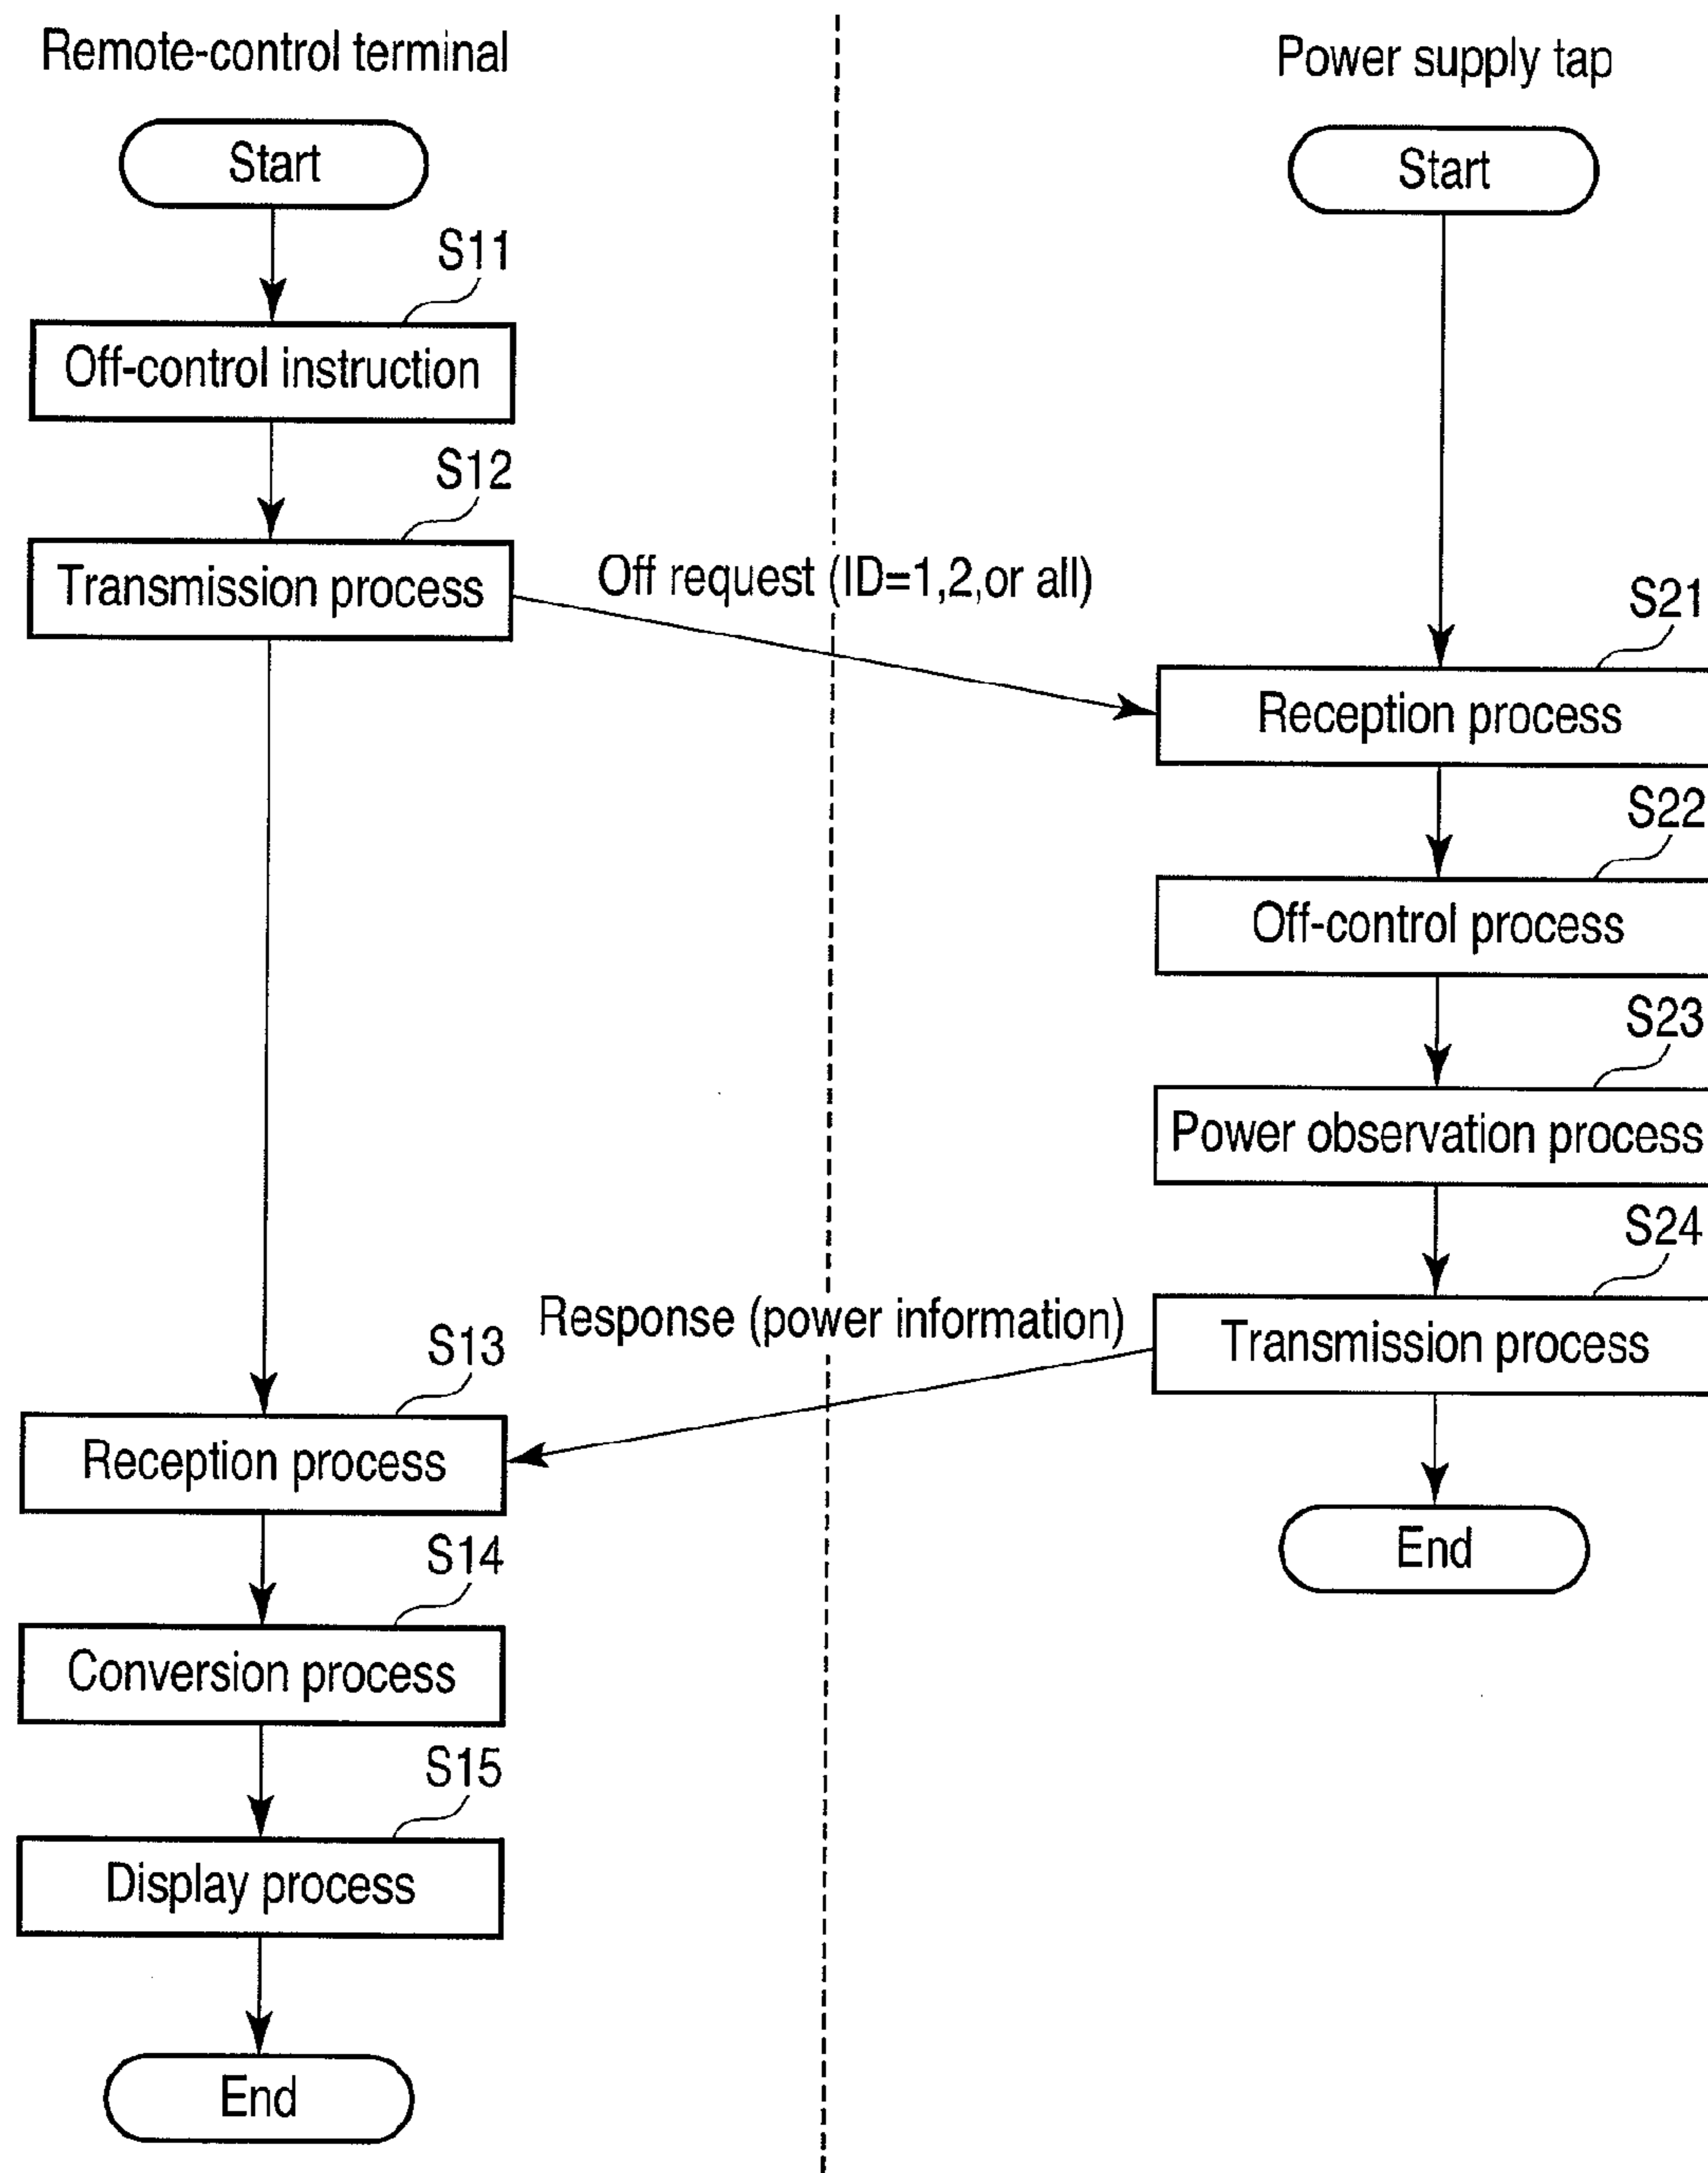 Remote-control terminal
Power supply tap
Start
Start
S11
Off-control instruction
S12
Transmission process
Off request (ID=1,2,or all)
S21
Reception process
S22
Off-control process
S23
Power observation process
S24
Response (power information)
Transmission process
S13
Reception process
End
S14
Conversion process
S15
Display process
End